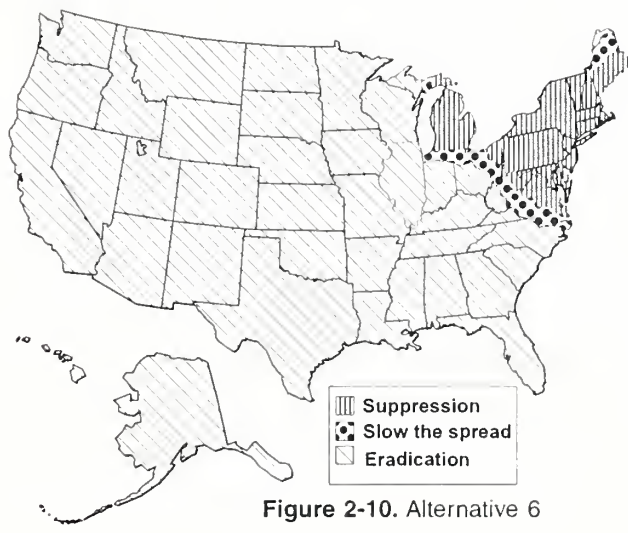 Suppression
Slow the spread
Eradication
Figure 2-10. Alternative 6